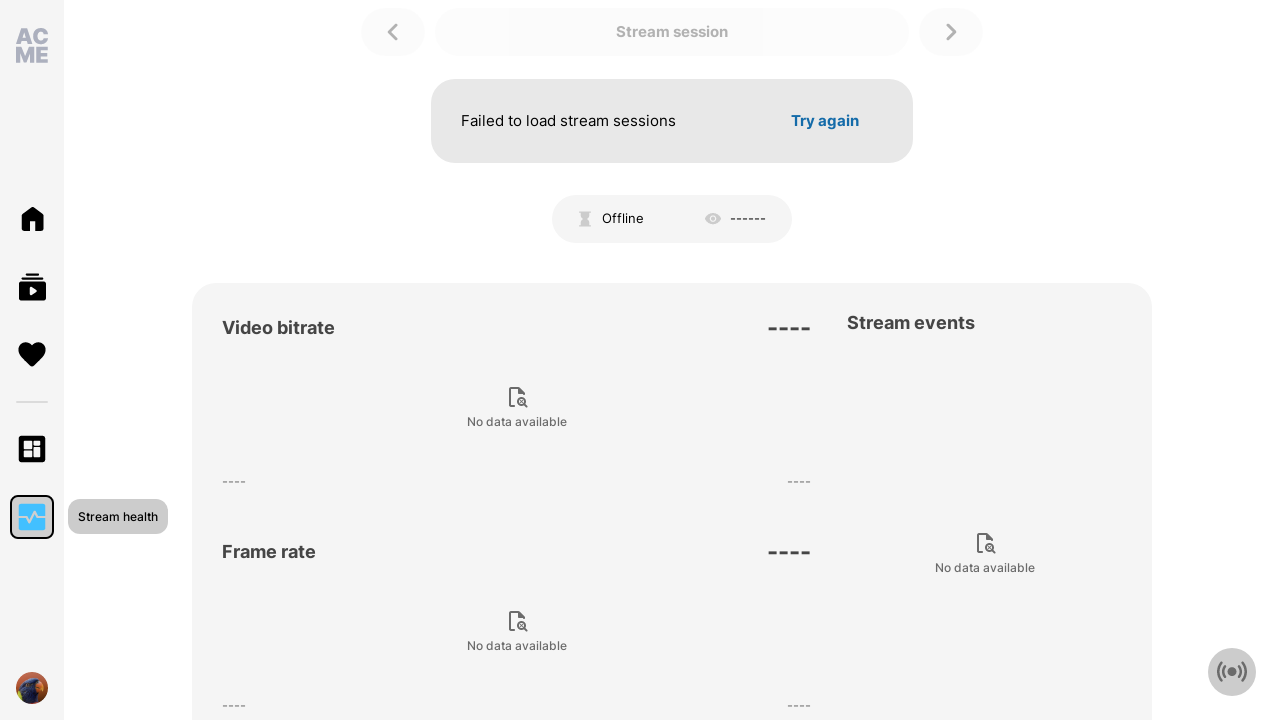 AC
ME
Stream session
Failed to load stream sessions
Try again
Offline
------
Video bitrate
----
Stream events
No data available
----
----
Stream health
Frame rate
----
No data available
No data available
----
----